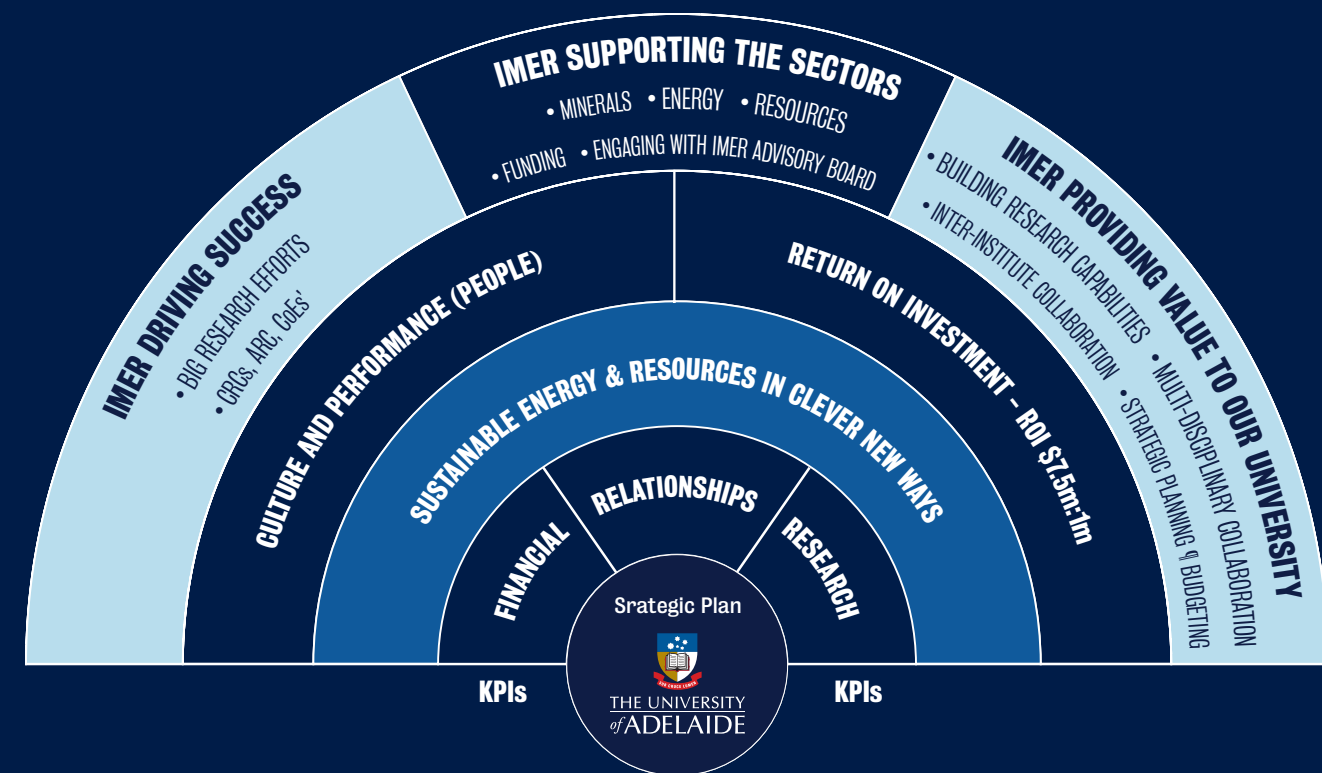 IMER SUPPORTING THE SECTORS
• MINERALS • ENERGY • RESOURCES
• FUNDING • ENGAGING WITH IMER ADVISORY BOARD
IMER DRIVING SUCCESS
• BIG RESEARCH EFFORTS
• CRCs, ARC, CoEs'
IMER PROVIDING VALUE TO OUR UNIVERSITY
• BUILDING RESEARCH CAPABILITIES • MULTI-DISCIPLINARY COLLABORATION
• INTER-INSTITUTE COLLABORATION • STRATEGIC PLANNING ¶ BUDGETING
CULTURE AND PERFORMANCE (PEOPLE)
RETURN ON INVESTMENT – ROI $7.5m:1m
SUSTAINABLE ENERGY & RESOURCES IN CLEVER NEW WAYS
FINANCIAL
RELATIONSHIPS
RESEARCH
Srategic Plan
SUB CRUCE LUMEN
THE UNIVERSITY
of ADELAIDE
KPIs
KPIs